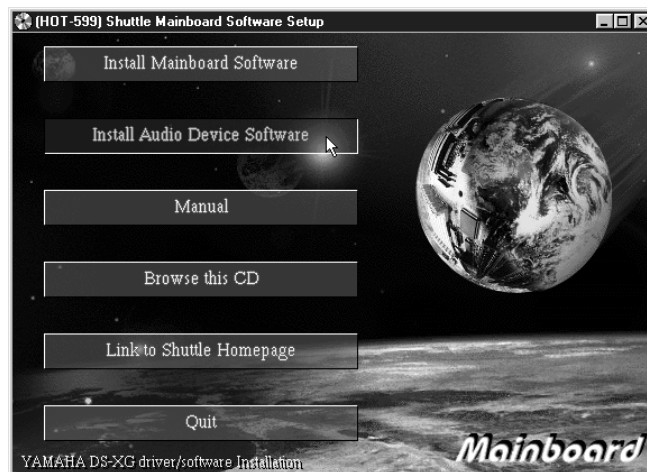 (HOT-599) Shuttle Mainboard Software Setup
Install Mainboard Software
Install Audio Device Software
Manual
Browse this CD
Link to Shuttle Homepage
Quit
YAMAHA DS-XG driver/software Installation
Mainboard